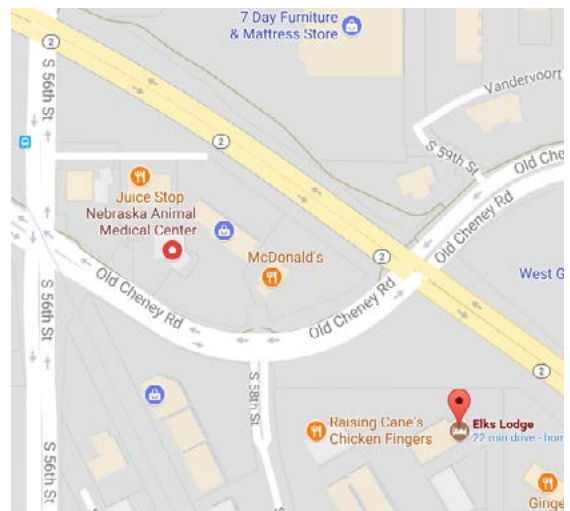 7 Day Furniture
& Mattress Store
2
S 56th St
Vandervoort
S 59th St
Old Che
2
Juice Stop
Nebraska Animal
Medical Center
Old Cheney Rd
McDonald's
2
West G
S 56th St
Old Cheney Rd
Old Cheney Rd
S 58th St
2
Raising Cane's
Chicken Fingers
Elks Lodge
22 min drive - hom
S 56th St
Ginge